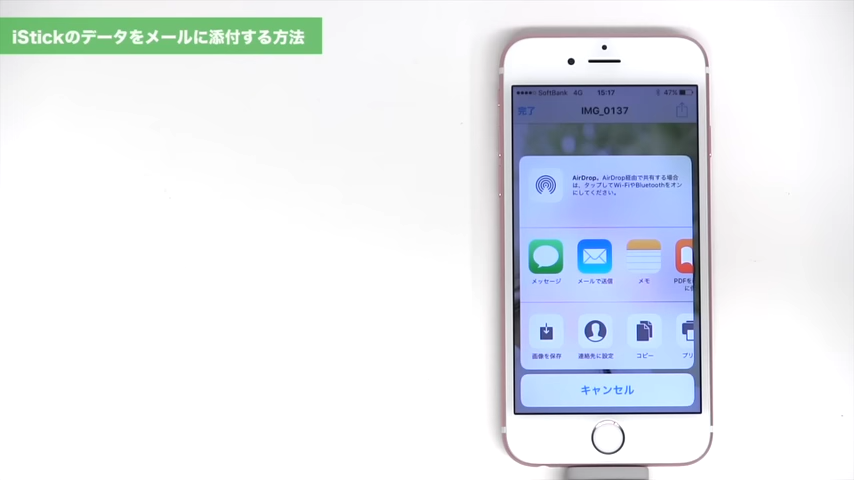 iStickのデータをメールに添付する方法
SoftBank 4G 15:17 47%
完了 IMG_0137
AirDrop。AirDrop経由で共有する場合
は、タップしてWi-FiやBluetoothをオン
にしてください。
メッセージ メールで送信 メモ PDFを
に
画像を保存 連絡先に設定 コピー プリ
キャンセル